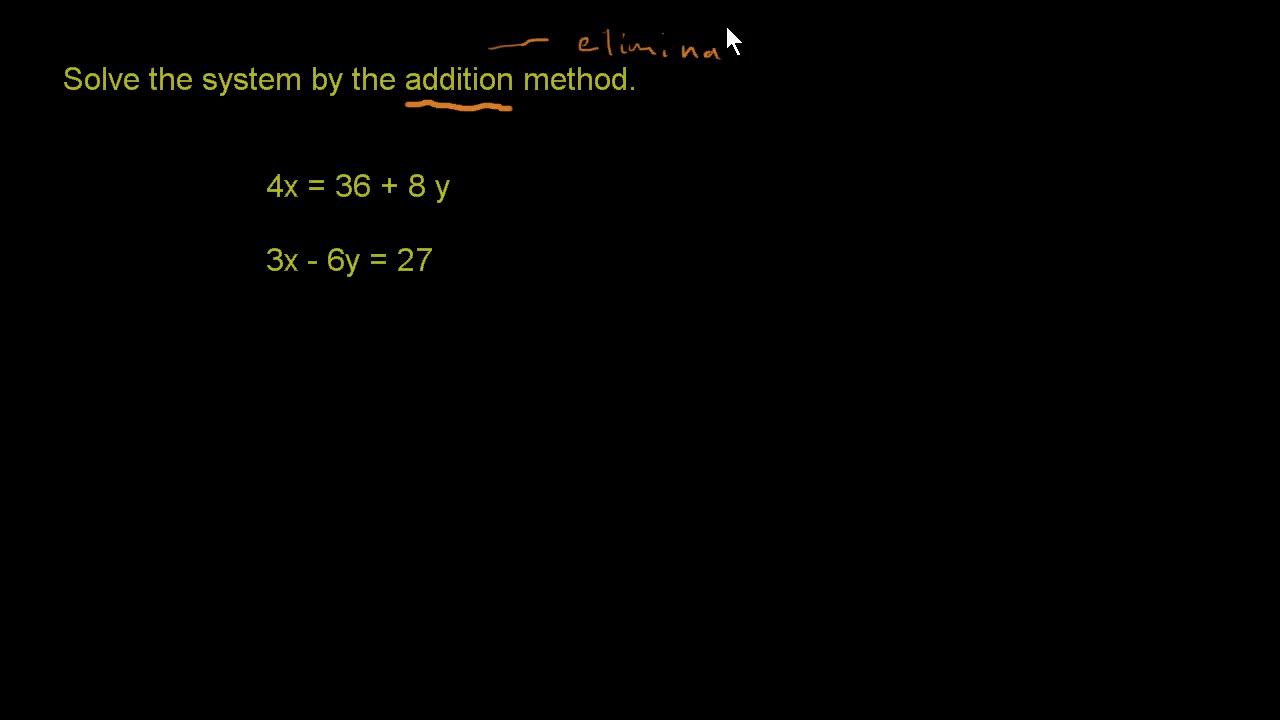 — elimina
Solve the system by the addition method.
4x = 36 + 8 y
3x - 6y = 27